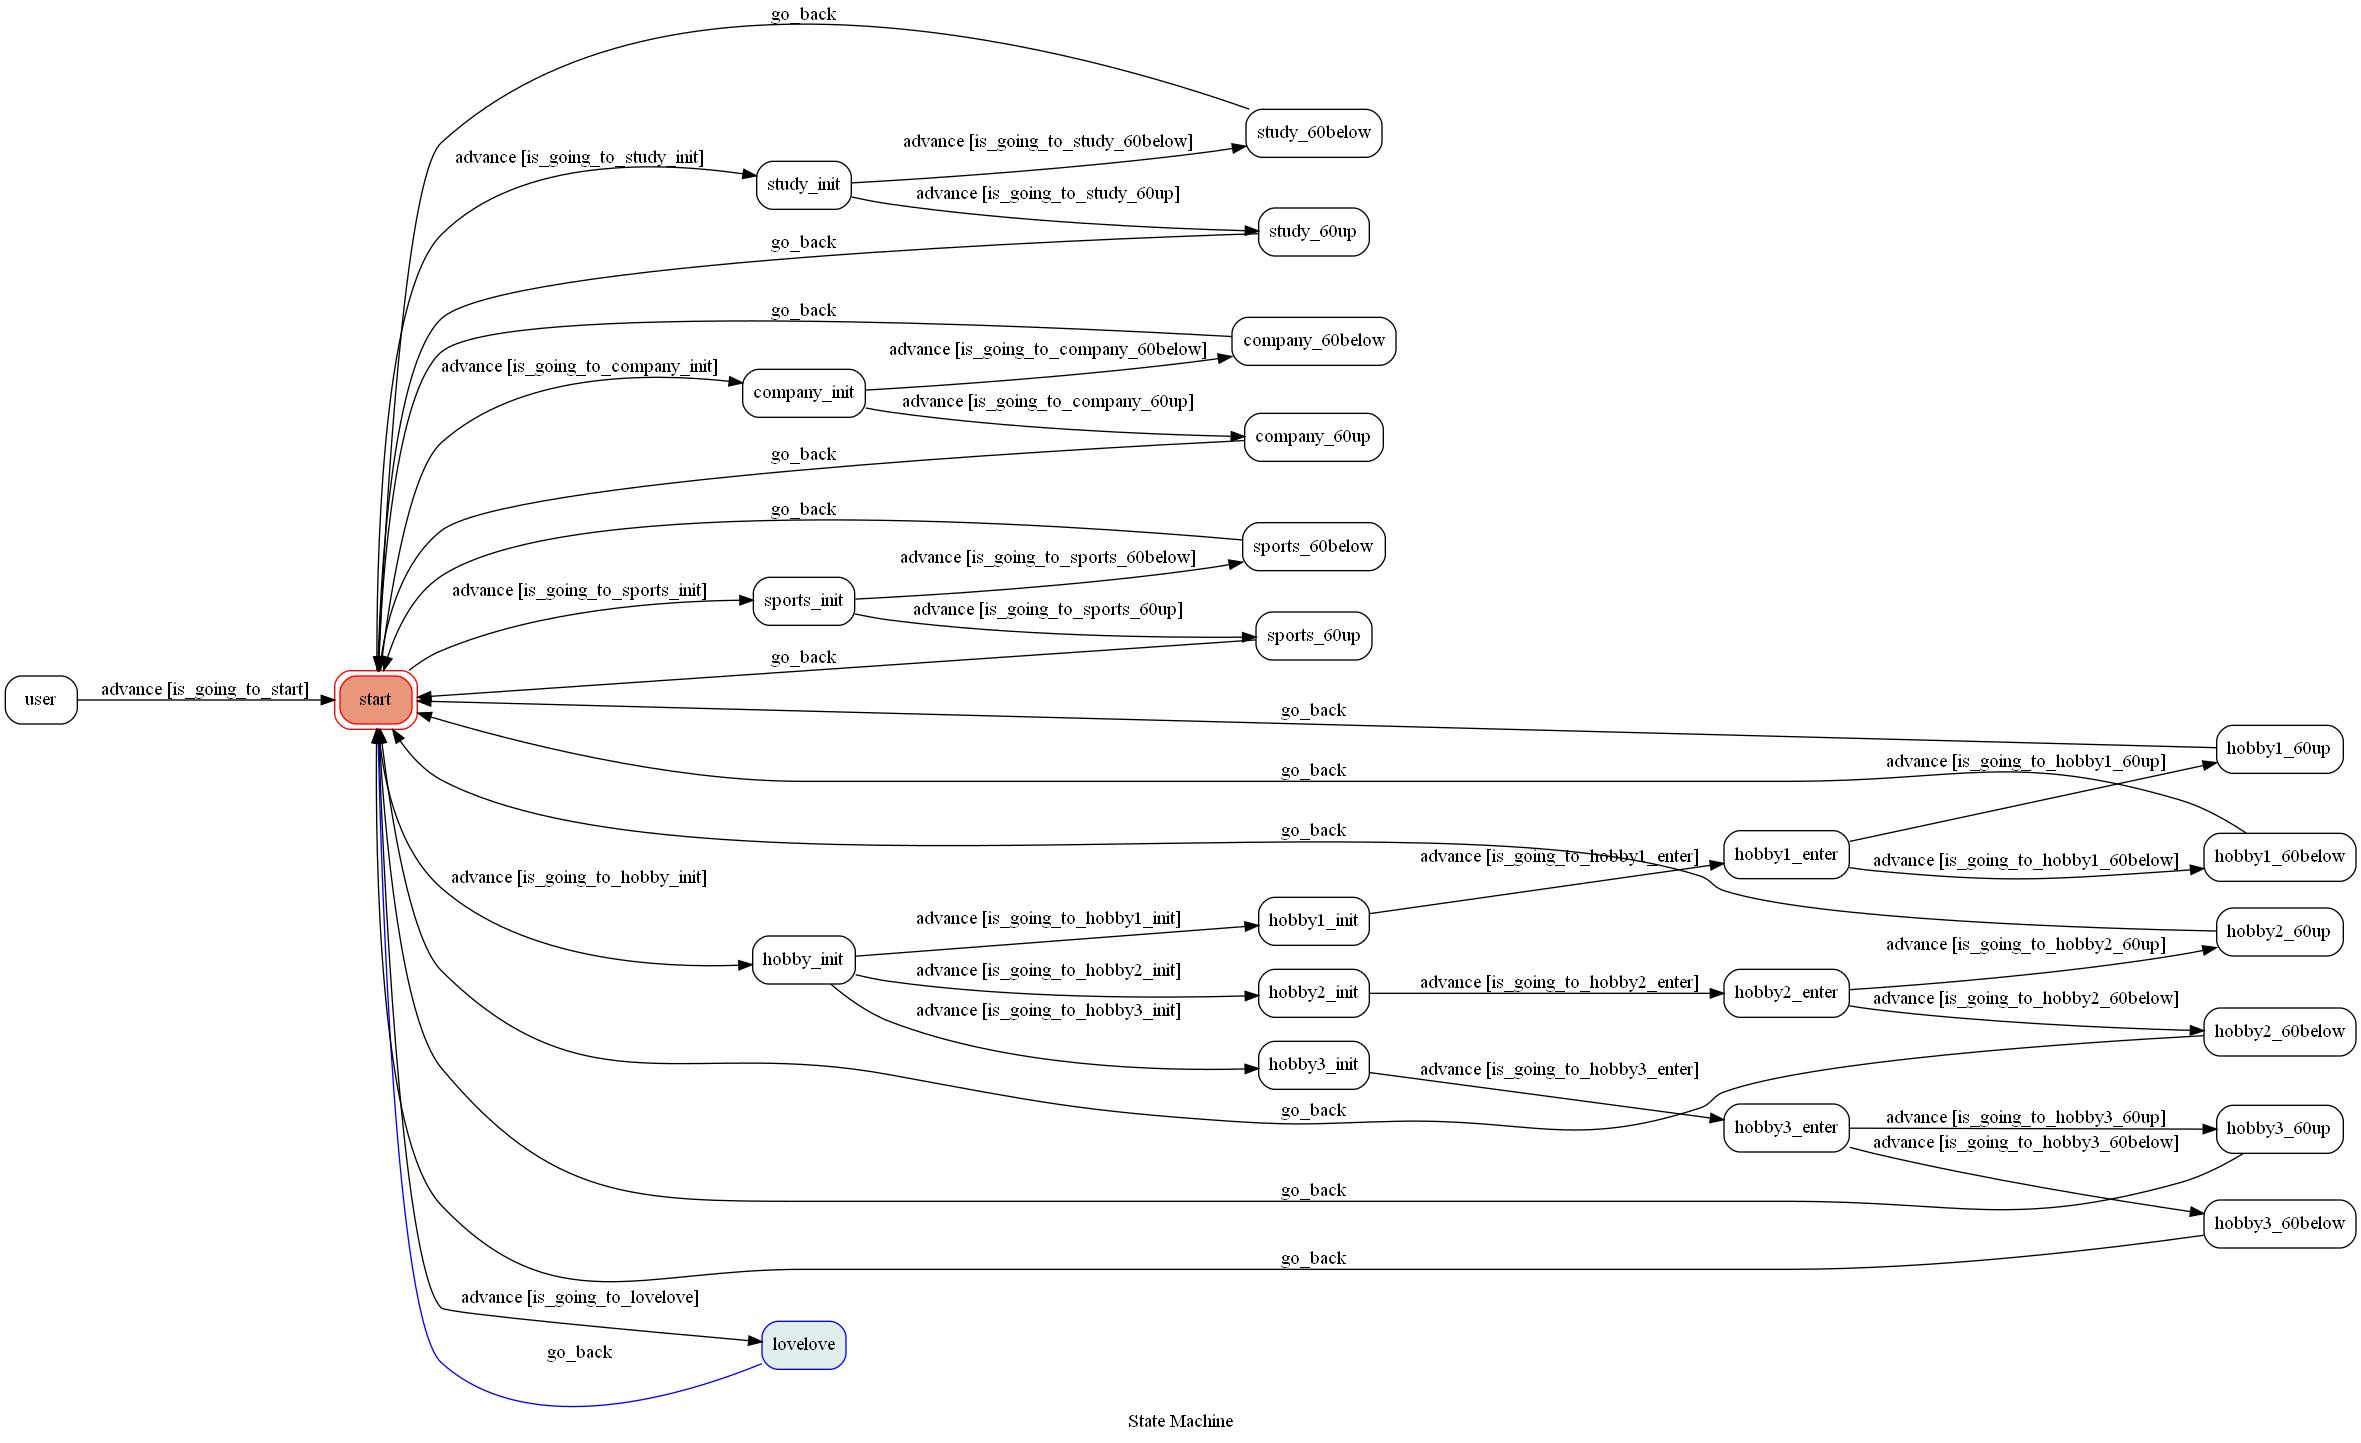 go_back
study_60below
advance [is_going_to_study_60below]
advance [is_going_to_study_init]
study_init
advance [is_going_to_study_60up]
study_60up
go_back
go_back
company_60below
advance [is_going_to_company_60below]
advance [is_going_to_company_init]
company_init
advance [is_going_to_company_60up]
company_60up
go_back
go_back
sports_60below
advance [is_going_to_sports_60below]
advance [is_going_to_sports_init]
sports_init
advance [is_going_to_sports_60up]
sports_60up
go_back
user
advance [is_going_to_start]
start
go_back
hobby1_60up
advance [is_going_to_hobby1_60up]
go_back
go_back
advance [is_going_to_hobby1_enter]
hobby1_enter
advance [is_going_to_hobby1_60below]
hobby1_60below
advance [is_going_to_hobby_init]
advance [is_going_to_hobby1_init]
hobby1_init
hobby2_60up
advance [is_going_to_hobby2_60up]
hobby_init
advance [is_going_to_hobby2_init]
hobby2_init
advance [is_going_to_hobby2_enter]
hobby2_enter
advance [is_going_to_hobby2_60below]
advance [is_going_to_hobby3_init]
hobby2_60below
hobby3_init
advance [is_going_to_hobby3_enter]
go_back
hobby3_enter
advance [is_going_to_hobby3_60up]
hobby3_60up
advance [is_going_to_hobby3_60below]
go_back
hobby3_60below
go_back
advance [is_going_to_lovelove]
lovelove
go_back
State Machine